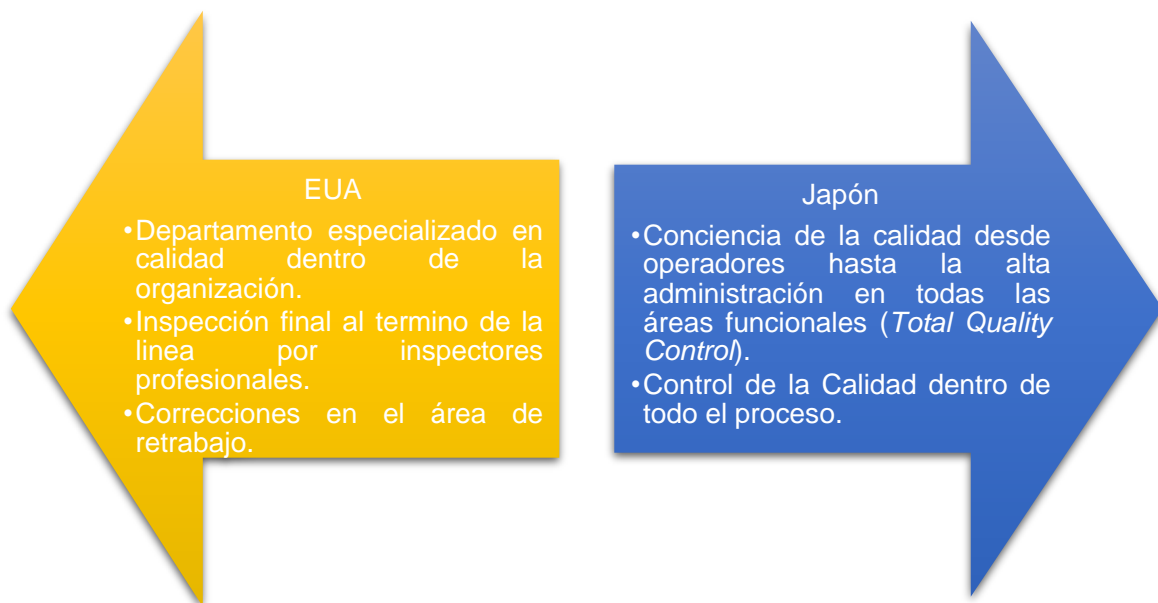 EUA
•Departamento especializado en
calidad dentro de la
organización.
•Inspección final al termino de la
linea por inspectores
profesionales.
•Correcciones en el área de
retrabajo.
Japón
•Conciencia de la calidad desde
operadores hasta la alta
administración en todas las
áreas funcionales (Total Quality
Control).
•Control de la Calidad dentro de
todo el proceso.